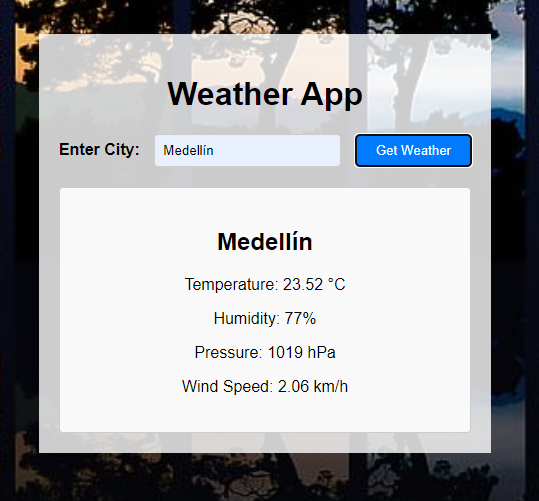 Weather App
Enter City: Medellín Get Weather
Medellín
Temperature: 23.52 °C
Humidity: 77%
Pressure: 1019 hPa
Wind Speed: 2.06 km/h